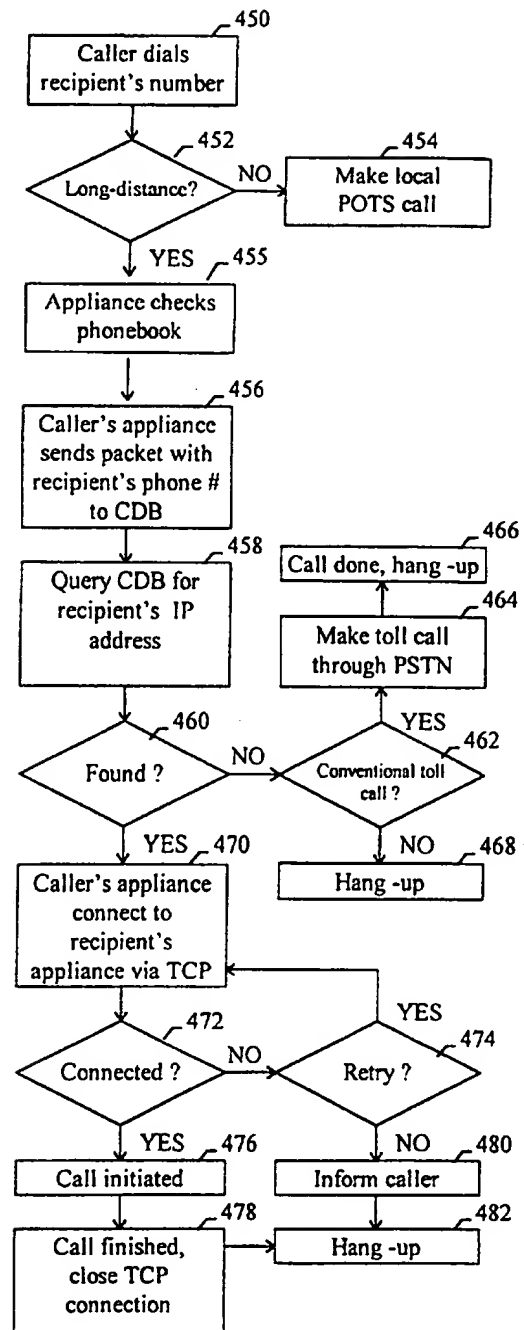 450
Caller dials
recipient's number
452
454
Long-distance?
NO
Make local
POTS call
YES
455
Appliance checks
phonebook
456
Caller's appliance
sends packet with
recipient's phone #
to CDB
458
Query CDB for
recipient's IP
address
466
Call done, hang -up
464
Make toll call
through PSTN
460
YES
462
Found ?
NO
Conventional toll
call ?
YES
470
NO
468
Caller's appliance
connect to
recipient's
appliance via TCP
Hang -up
472
YES
474
Connected ?
NO
Retry ?
YES
476
NO
480
Call initiated
Inform caller
478
482
Call finished,
close TCP
connection
Hang -up